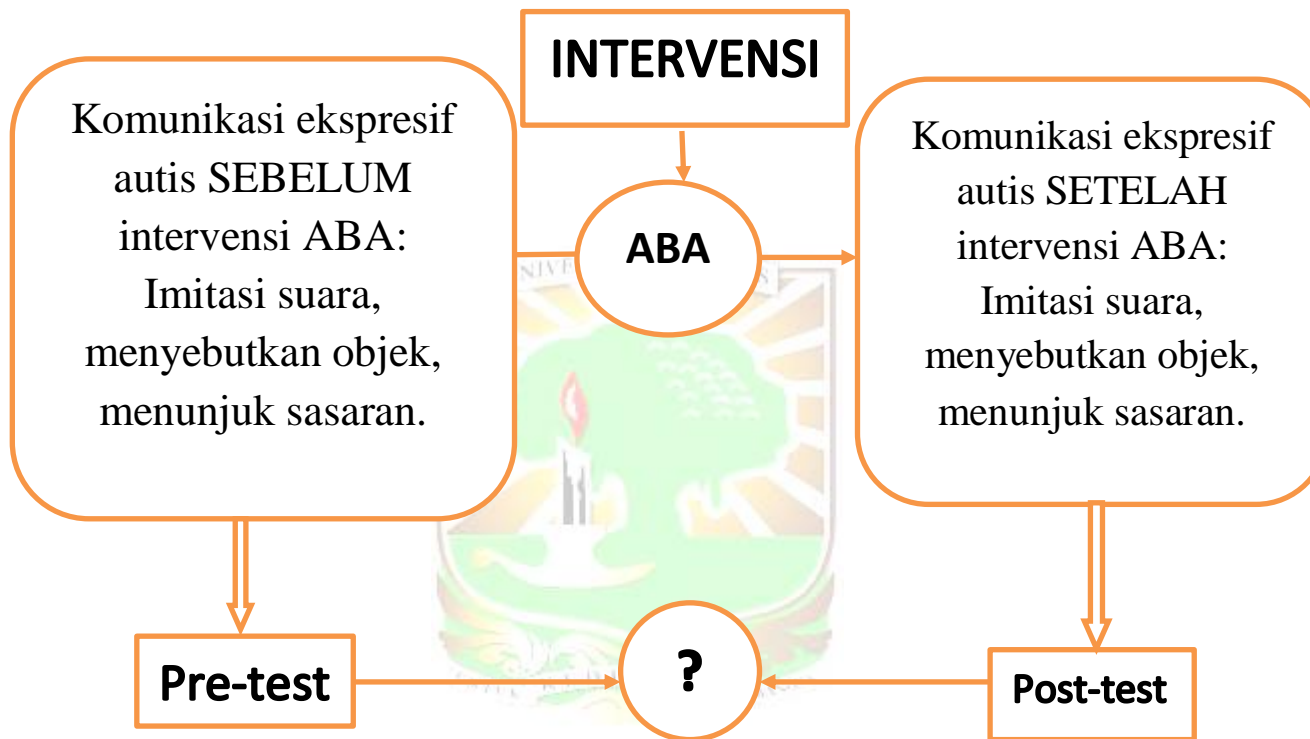 INTERVENSI
Komunikasi ekspresif
autis SEBELUM
intervensi ABA:
Imitasi suara,
menyebutkan objek,
menunjuk sasaran.
ABA
Komunikasi ekspresif
autis SETELAH
intervensi ABA:
Imitasi suara,
menyebutkan objek,
menunjuk sasaran.
Pre-test
?
Post-test